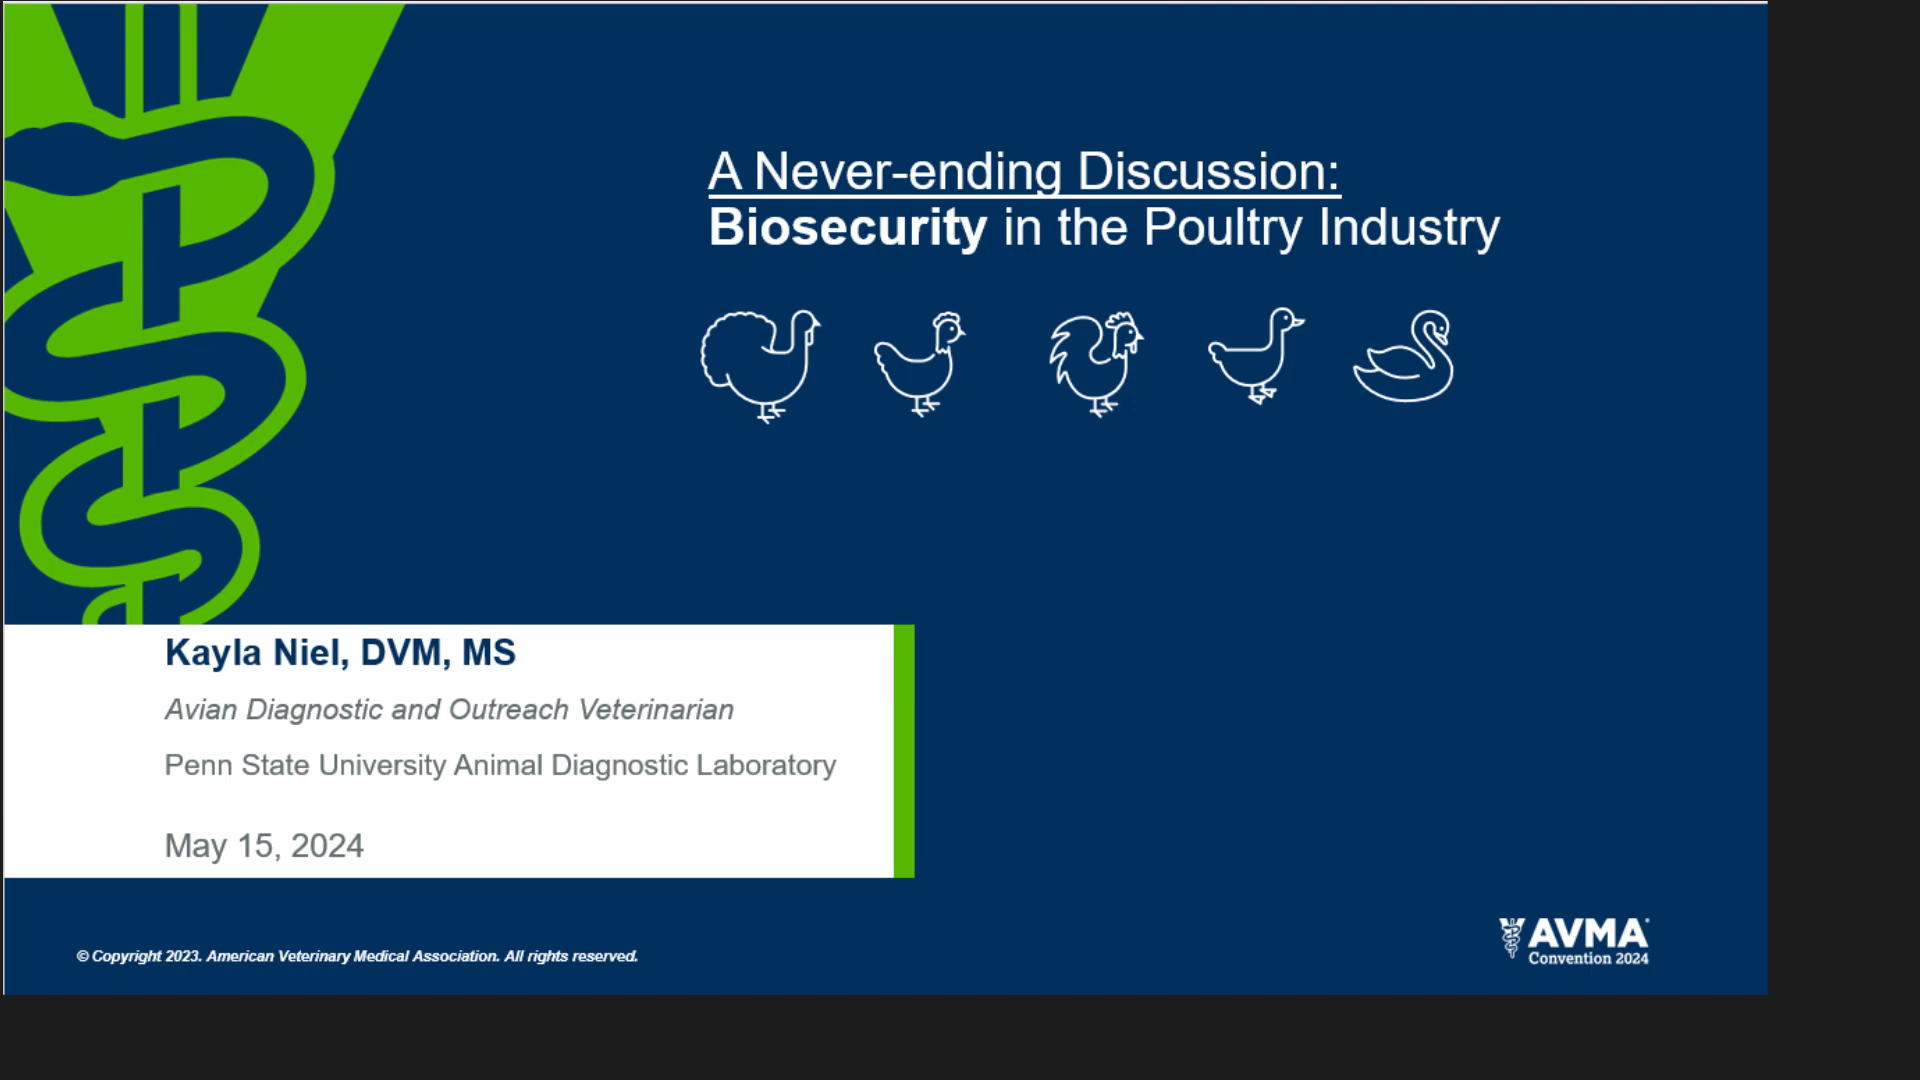 A Never-ending Discussion:
Biosecurity in the Poultry Industry
Kayla Niel, DVM, MS
Avian Diagnostic and Outreach Veterinarian
Penn State University Animal Diagnostic Laboratory
May 15, 2024
© Copyright 2023. American Veterinary Medical Association. All rights reserved.
AVMA
Convention 2024